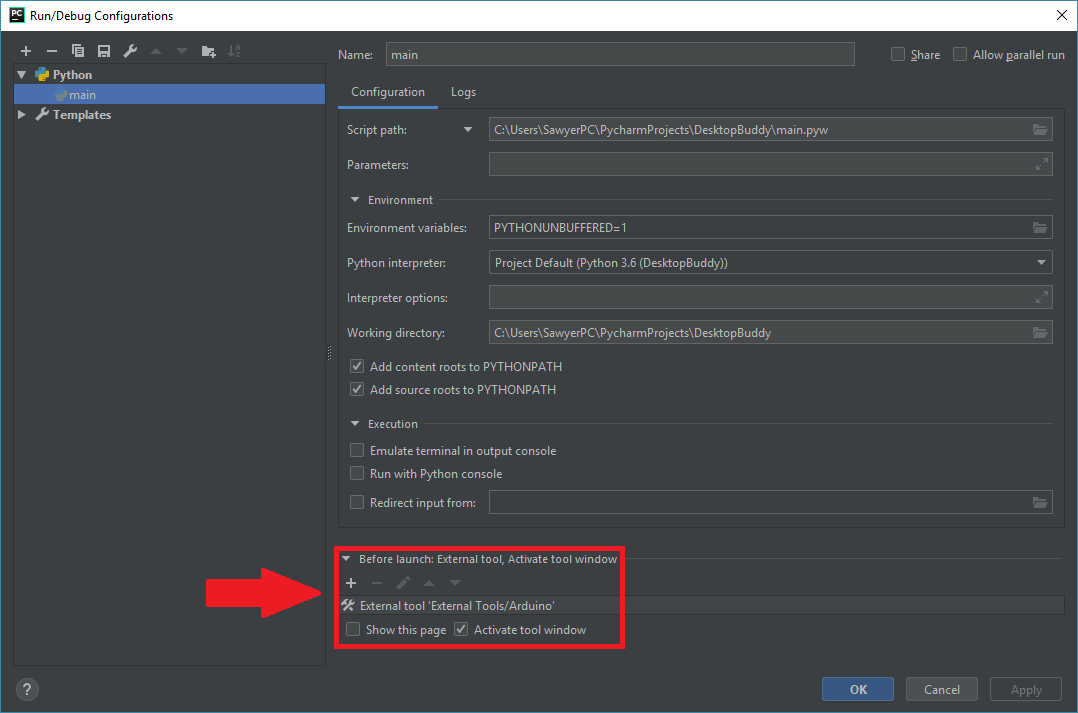 PC Run/Debug Configurations
Name: main Share Allow parallel run
Python
main
Templates
Configuration Logs
Script path: C:\Users\SawyerPC\PycharmProjects\DesktopBuddy\main.pyw
Parameters:
Environment
Environment variables: PYTHONUNBUFFERED=1
Python interpreter: Project Default (Python 3.6 (DesktopBuddy))
Interpreter options:
Working directory: C:\Users\SawyerPC\PycharmProjects\DesktopBuddy
Add content roots to PYTHONPATH
Add source roots to PYTHONPATH
Execution
Emulate terminal in output console
Run with Python console
Redirect input from:
Before launch: External tool, Activate tool window
External tool 'External Tools/Arduino'
Show this page Activate tool window
? OK Cancel Apply